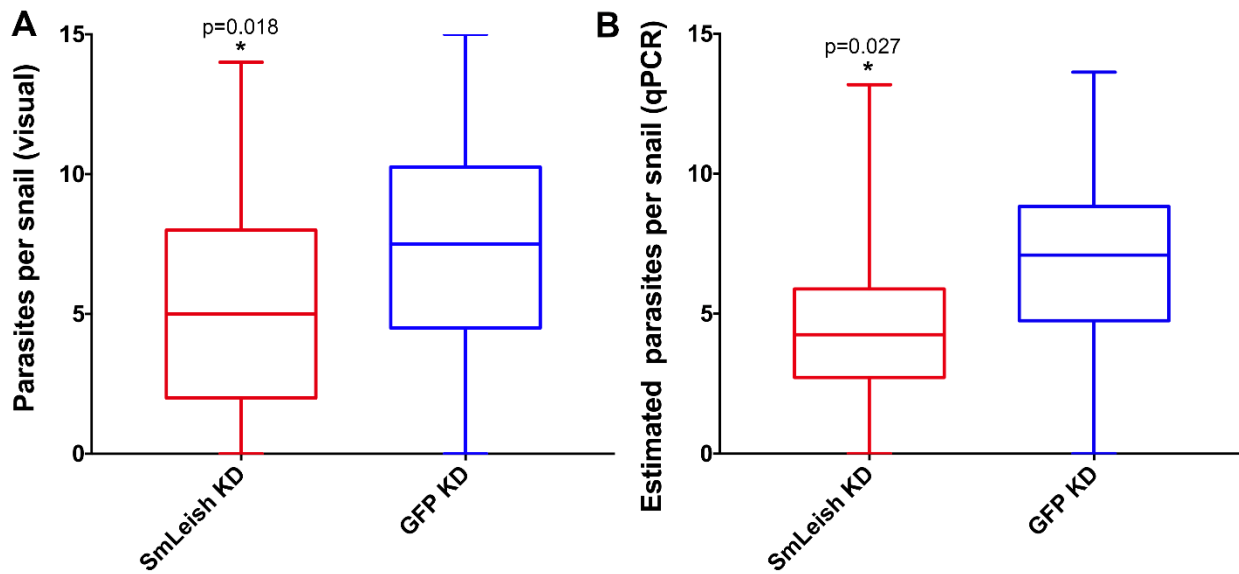 A
Parasites per snail (visual)
15
10
5
0
p=0.018
*
SmLeish KD
GFP KD
B
Estimated parasites per snail (qPCR)
15
10
5
0
p=0.027
*
SmLeish KD
GFP KD